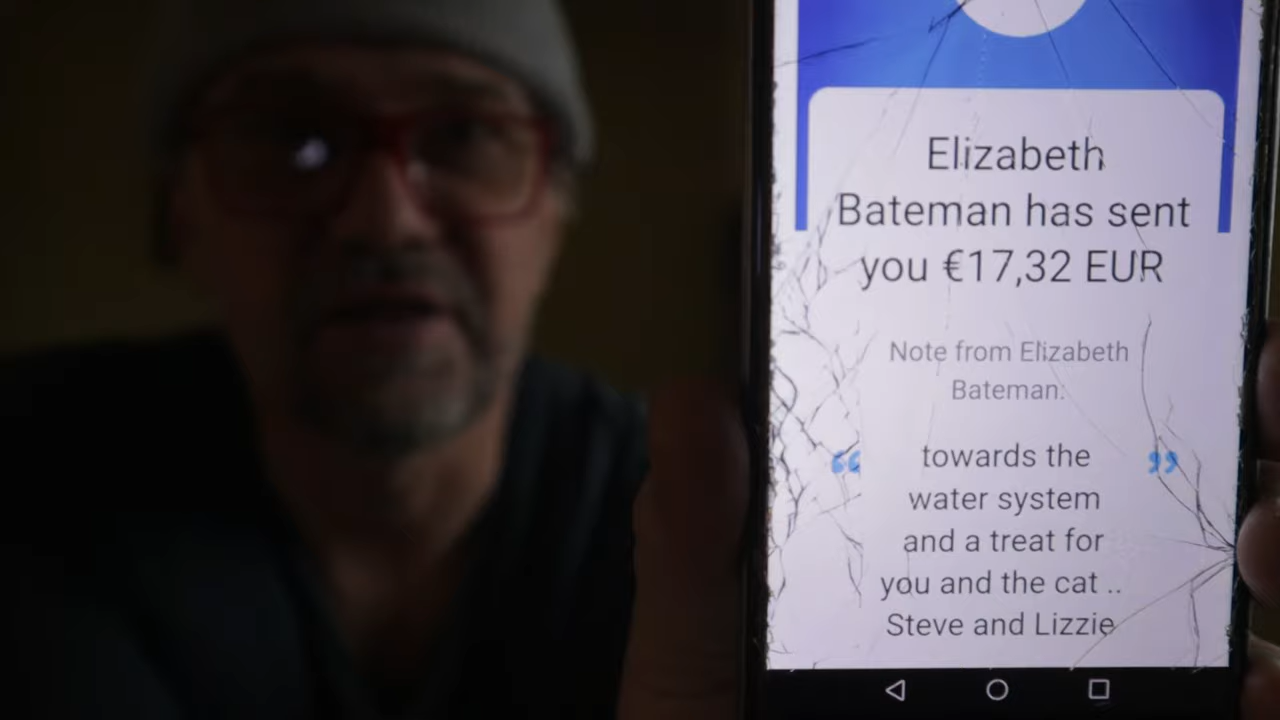 Elizabeth
Bateman has sent
you €17,32 EUR
Note from Elizabeth
Bateman:
“ towards the ”
water system
and a treat for
you and the cat ..
Steve and Lizzie